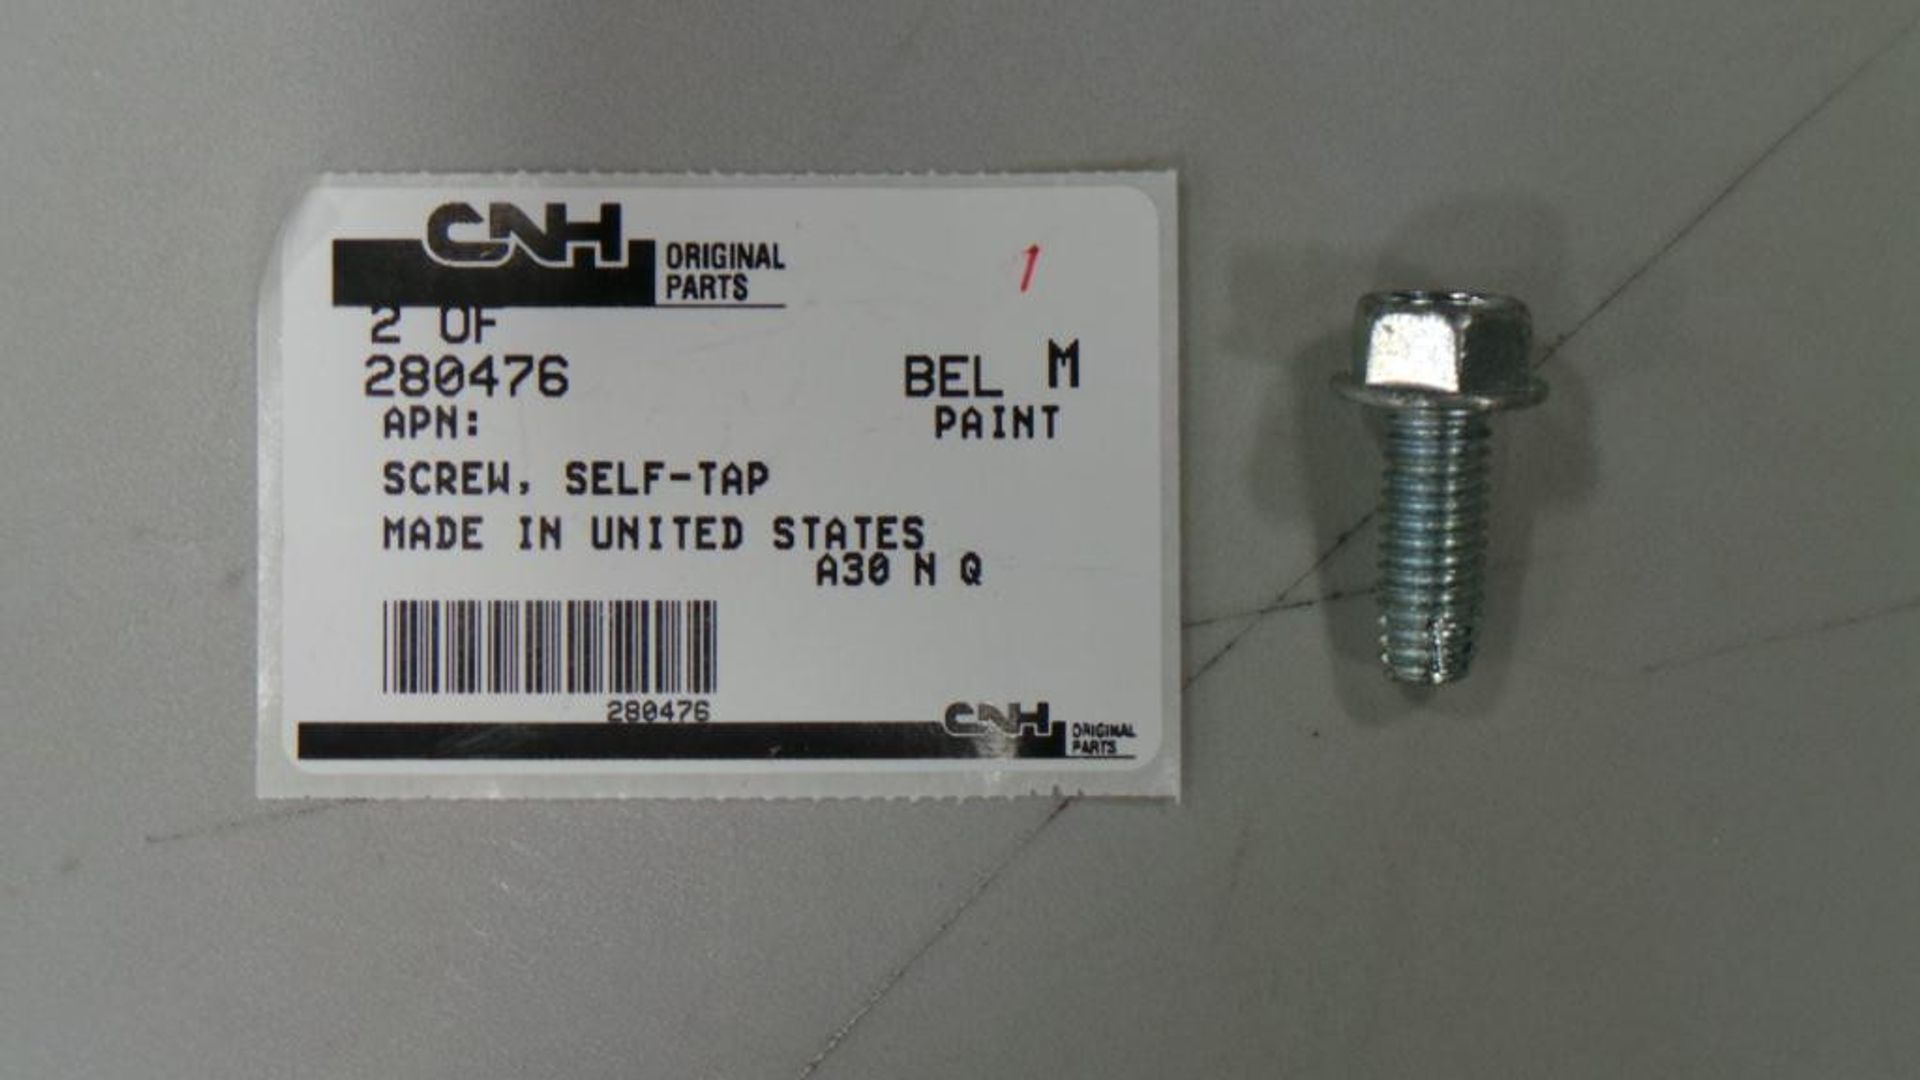 CNH ORIGINAL
PARTS
1
2 OF
280476 BEL M
APN: PAINT
SCREW, SELF-TAP
MADE IN UNITED STATES
A30 N Q
280476
CNH ORIGINAL
PARTS